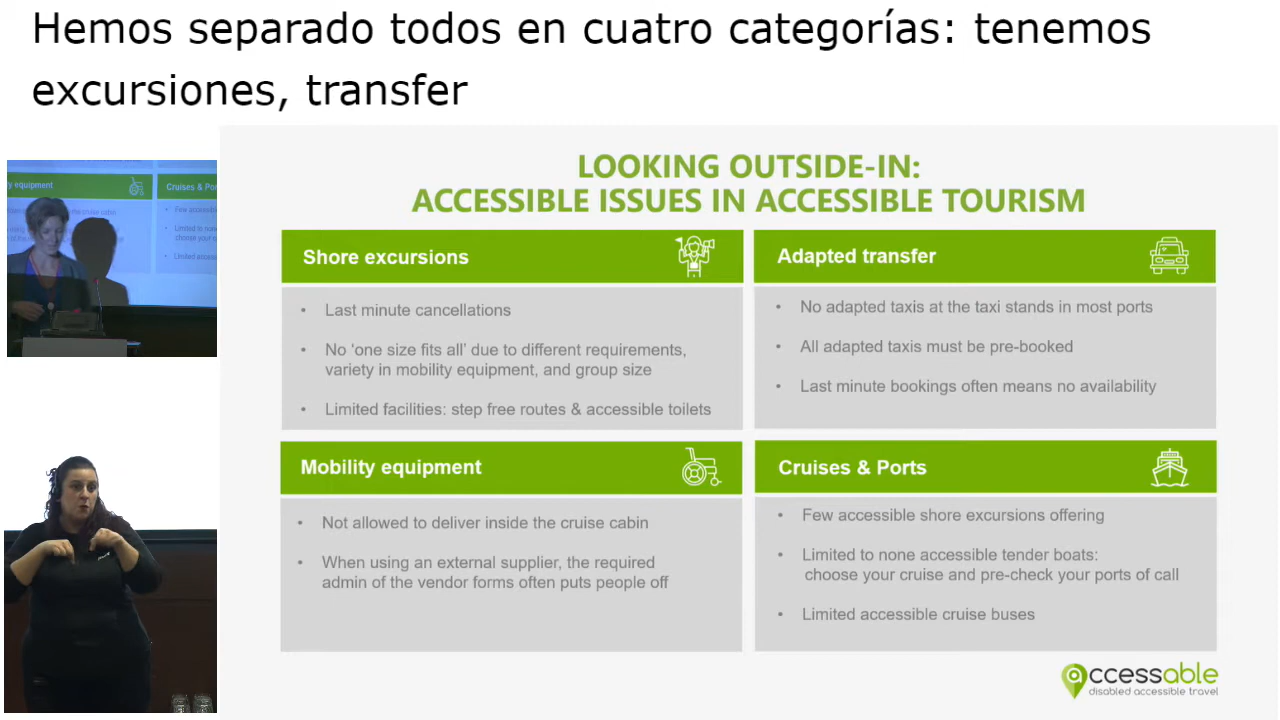 Hemos separado todos en cuatro categorías: tenemos
excursiones, transfer
LOOKING OUTSIDE-IN:
ACCESSIBLE ISSUES IN ACCESSIBLE TOURISM
Shore excursions
• Last minute cancellations
• No ‘one size fits all’ due to different requirements,
variety in mobility equipment, and group size
• Limited facilities: step free routes & accessible toilets
Adapted transfer
• No adapted taxis at the taxi stands in most ports
• All adapted taxis must be pre-booked
• Last minute bookings often means no availability
Mobility equipment
• Not allowed to deliver inside the cruise cabin
• When using an external supplier, the required
admin of the vendor forms often puts people off
Cruises & Ports
• Few accessible shore excursions offering
• Limited to none accessible tender boats:
choose your cruise and pre-check your ports of call
• Limited accessible cruise buses
accessable
disabled accessible travel
y equipment
Cruises & Ports